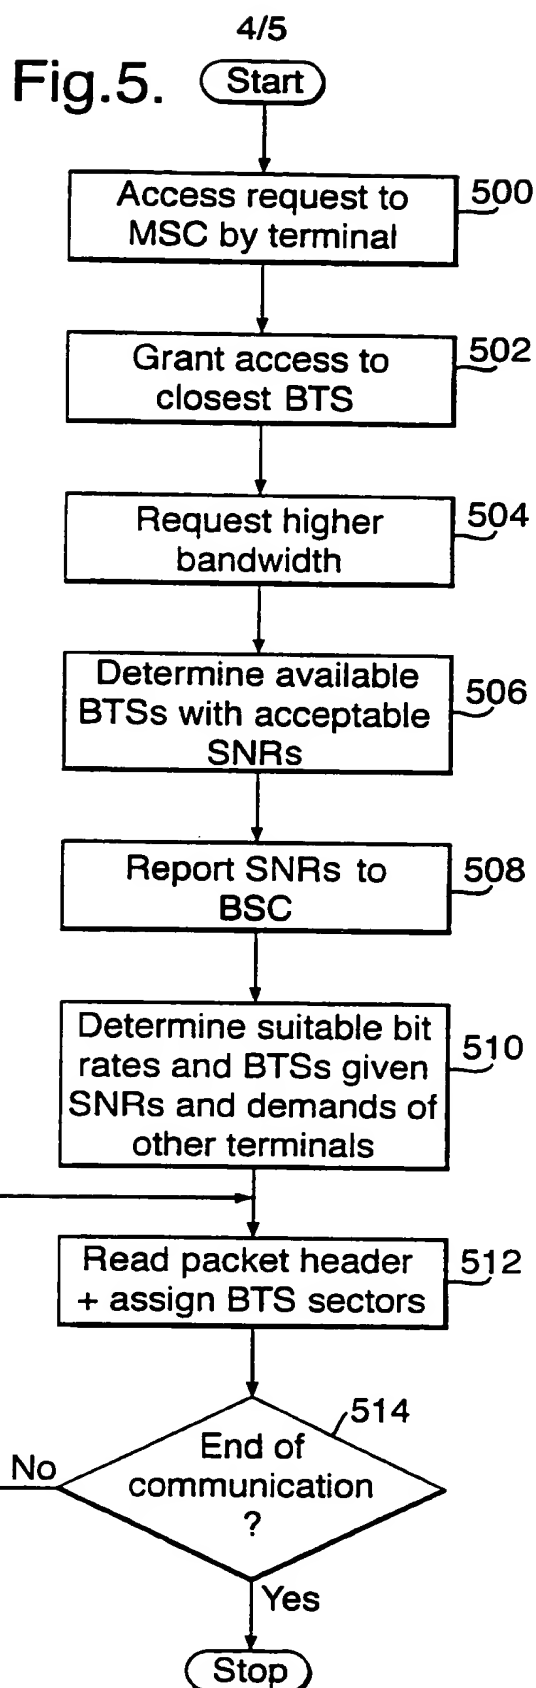 4/5
Fig.5.
Start
Access request to
MSC by terminal
500
Grant access to
closest BTS
502
Request higher
bandwidth
504
Determine available
BTSs with acceptable
SNRs
506
Report SNRs to
BSC
508
Determine suitable bit
rates and BTSs given
SNRs and demands of
other terminals
510
Read packet header
+ assign BTS sectors
512
514
End of
communication
?
No
Yes
Stop